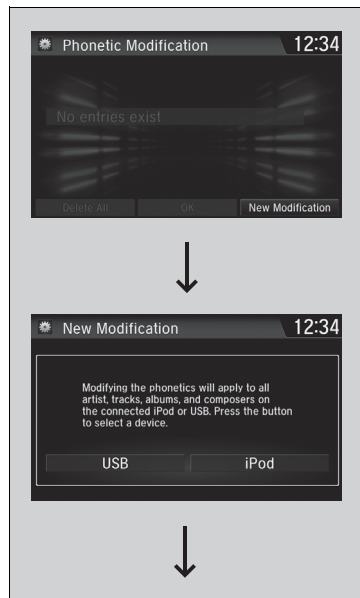 Phonetic Modification 12:34
No entries exist
Delete All OK New Modification
New Modification 12:34
Modifying the phonetics will apply to all
artist, tracks, albums, and composers on
the connected iPod or USB. Press the button
to select a device.
USB iPod